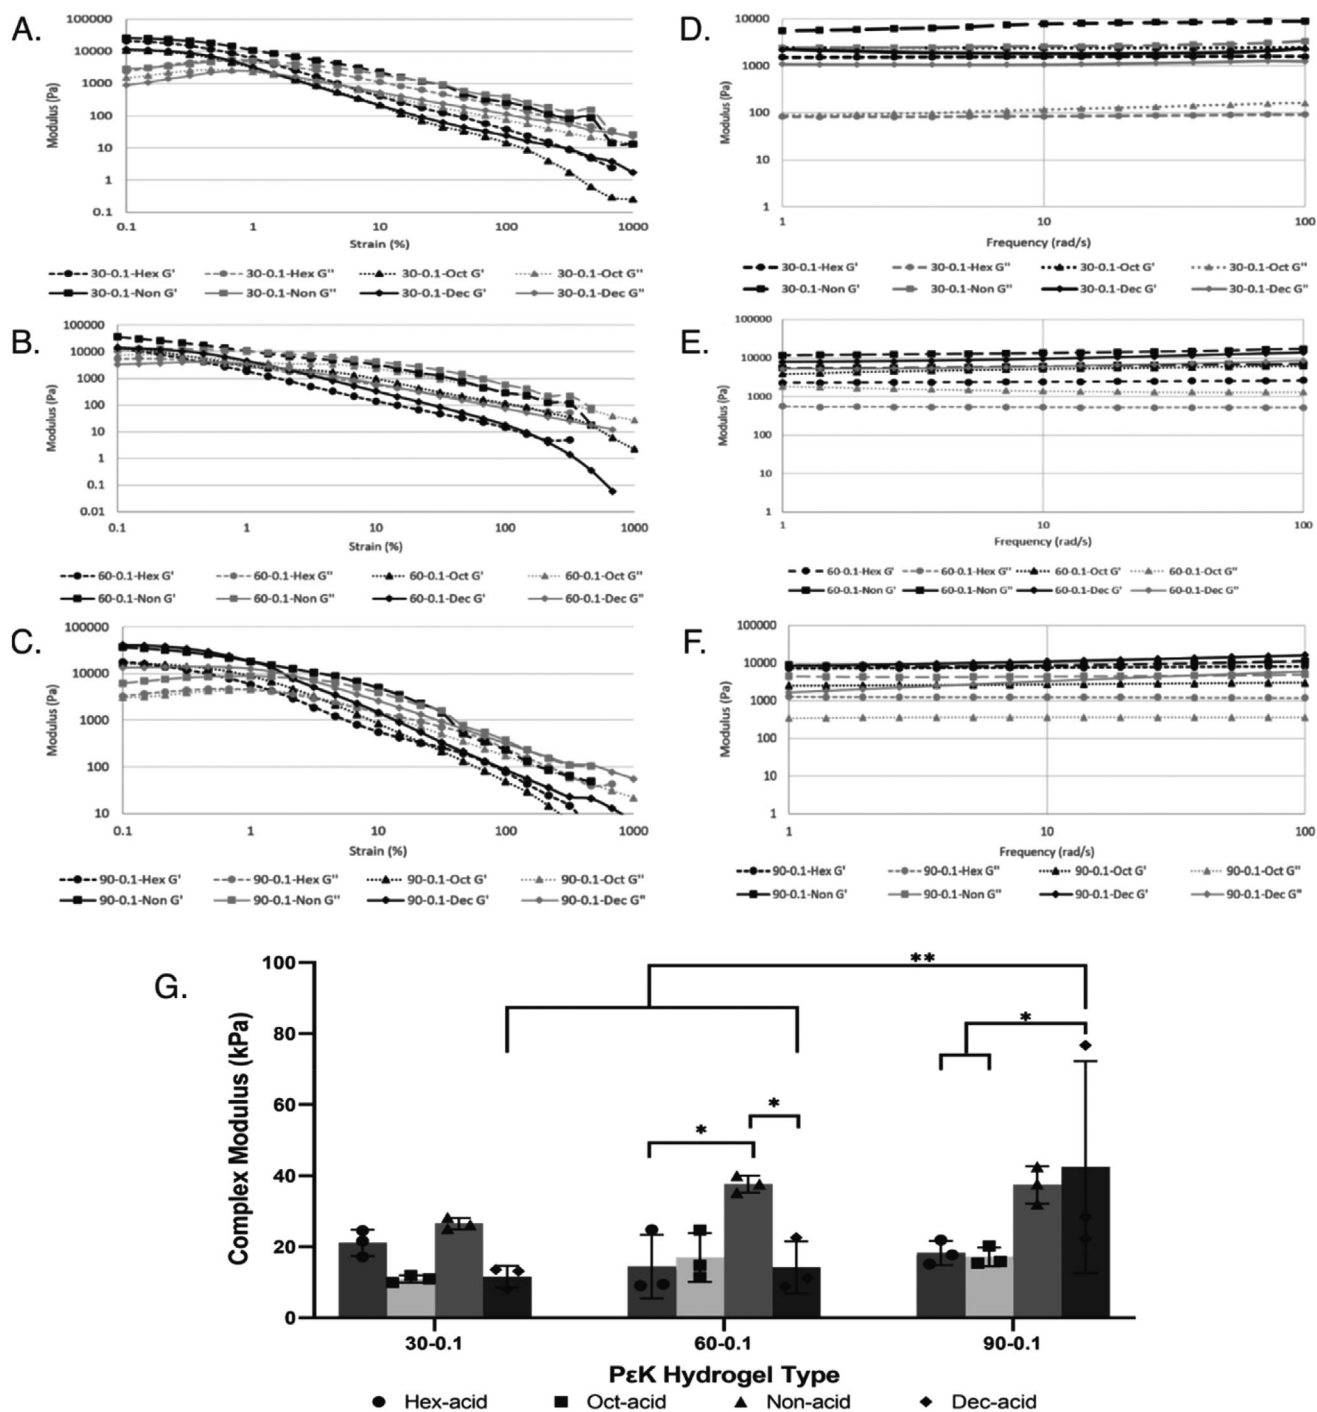 A.
100000
10000
1000
100
10
1
0.1
Modulus (Pa)
0.1 1 10 100 1000
Strain (%)
30-0.1-Hex G' 30-0.1-Hex G" 30-0.1-Oct G' 30-0.1-Oct G"
30-0.1-Non G' 30-0.1-Non G" 30-0.1-Dec G' 30-0.1-Dec G"
D.
10000
1000
100
10
1
Modulus (Pa)
1 10 100
Frequency (rad/s)
30-0.1-Hex G' 30-0.1-Hex G" 30-0.1-Oct G' 30-0.1-Oct G"
30-0.1-Non G' 30-0.1-Non G" 30-0.1-Dec G' 30-0.1-Dec G"
B.
100000
10000
1000
100
10
1
0.1
0.01
Modulus (Pa)
0.1 1 10 100 1000
Strain (%)
60-0.1-Hex G' 60-0.1-Hex G" 60-0.1-Oct G' 60-0.1-Oct G"
60-0.1-Non G' 60-0.1-Non G" 60-0.1-Dec G' 60-0.1-Dec G"
E.
100000
10000
1000
100
10
1
Modulus (Pa)
1 10 100
Frequency (rad/s)
60-0.1-Hex G' 60-0.1-Hex G" 60-0.1-Oct G' 60-0.1-Oct G"
60-0.1-Non G' 60-0.1-Non G" 60-0.1-Dec G' 60-0.1-Dec G"
C.
100000
10000
1000
100
10
Modulus (Pa)
0.1 1 10 100 1000
Strain (%)
90-0.1-Hex G' 90-0.1-Hex G" 90-0.1-Oct G' 90-0.1-Oct G"
90-0.1-Non G' 90-0.1-Non G" 90-0.1-Dec G' 90-0.1-Dec G"
F.
100000
10000
1000
100
10
1
Modulus (Pa)
1 10 100
Frequency (rad/s)
90-0.1-Hex G' 90-0.1-Hex G" 90-0.1-Oct G' 90-0.1-Oct G"
90-0.1-Non G' 90-0.1-Non G" 90-0.1-Dec G' 90-0.1-Dec G"
G.
100
80
60
40
20
0
Complex Modulus (kPa)
**
*
*
*
30-0.1 60-0.1 90-0.1
PεK Hydrogel Type
Hex-acid Oct-acid Non-acid Dec-acid